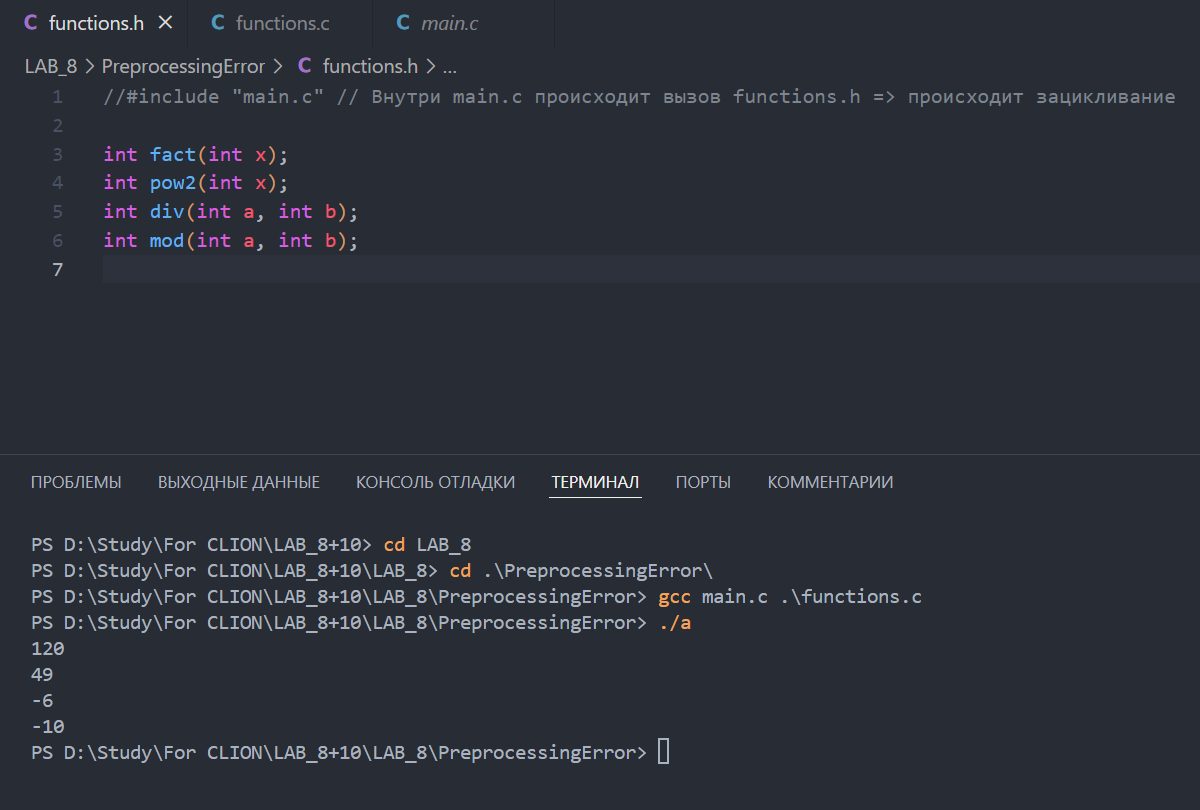 C functions.h × C functions.c C main.c
LAB_8 > PreprocessingError > C functions.h > ...
1 //#include "main.c" // Внутри main.c происходит вызов functions.h => происходит зацикливание
2
3 int fact(int x);
4 int pow2(int x);
5 int div(int a, int b);
6 int mod(int a, int b);
7
ПРОБЛЕМЫ ВЫХОДНЫЕ ДАННЫЕ КОНСОЛЬ ОТЛАДКИ ТЕРМИНАЛ ПОРТЫ КОММЕНТАРИИ
PS D:\Study\For CLION\LAB_8+10> cd LAB_8
PS D:\Study\For CLION\LAB_8+10\LAB_8> cd .\PreprocessingError\
PS D:\Study\For CLION\LAB_8+10\LAB_8\PreprocessingError> gcc main.c .\functions.c
PS D:\Study\For CLION\LAB_8+10\LAB_8\PreprocessingError> ./a
120
49
-6
-10
PS D:\Study\For CLION\LAB_8+10\LAB_8\PreprocessingError>